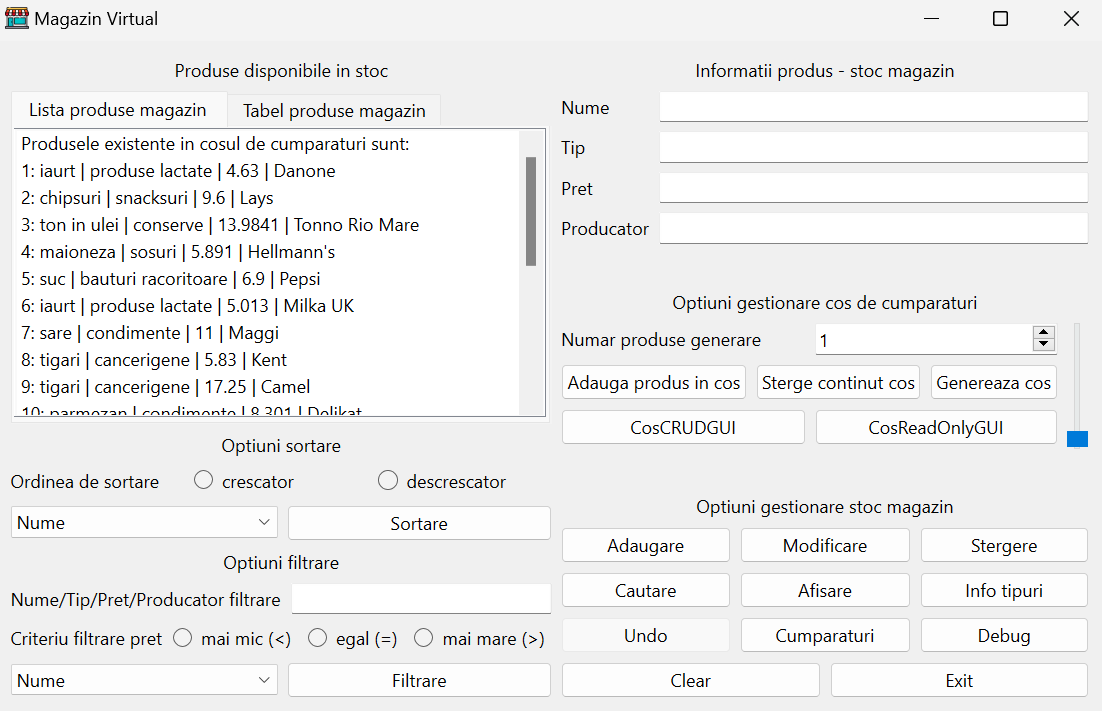 Magazin Virtual
Produse disponibile in stoc
Lista produse magazin
Tabel produse magazin
Produsele existente in cosul de cumparaturi sunt:
1: iaurt | produse lactate | 4.63 | Danone
2: chipsuri | snacksuri | 9.6 | Lays
3: ton in ulei | conserve | 13.9841 | Tonno Rio Mare
4: maioneza | sosuri | 5.891 | Hellmann's
5: suc | bauturi racoritoare | 6.9 | Pepsi
6: iaurt | produse lactate | 5.013 | Milka UK
7: sare | condimente | 11 | Maggi
8: tigari | cancerigene | 5.83 | Kent
9: tigari | cancerigene | 17.25 | Camel
10: parmezan | condimente | 8.301 | Delikat
Optiuni sortare
Ordinea de sortare
crescator
descrescator
Nume
Sortare
Optiuni filtrare
Nume/Tip/Pret/Producator filtrare
Criteriu filtrare pret
mai mic (<)
egal (=)
mai mare (>)
Nume
Filtrare
Informatii produs - stoc magazin
Nume
Tip
Pret
Producator
Optiuni gestionare cos de cumparaturi
Numar produse generare
1
Adauga produs in cos
Sterge continut cos
Genereaza cos
CosCRUDGUI
CosReadOnlyGUI
Optiuni gestionare stoc magazin
Adaugare
Modificare
Stergere
Cautare
Afisare
Info tipuri
Undo
Cumparaturi
Debug
Clear
Exit